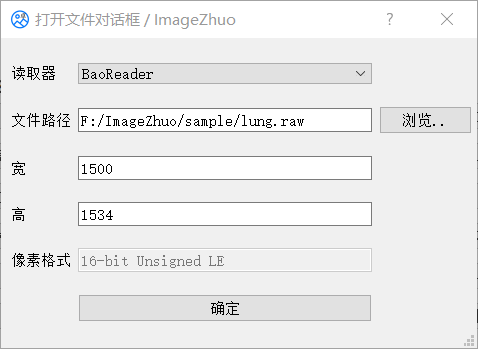 打开文件对话框 / ImageZhuo
读取器 BaoReader
文件路径 F:/ImageZhuo/sample/lung.raw 浏览..
宽 1500
高 1534
像素格式 16-bit Unsigned LE
确定